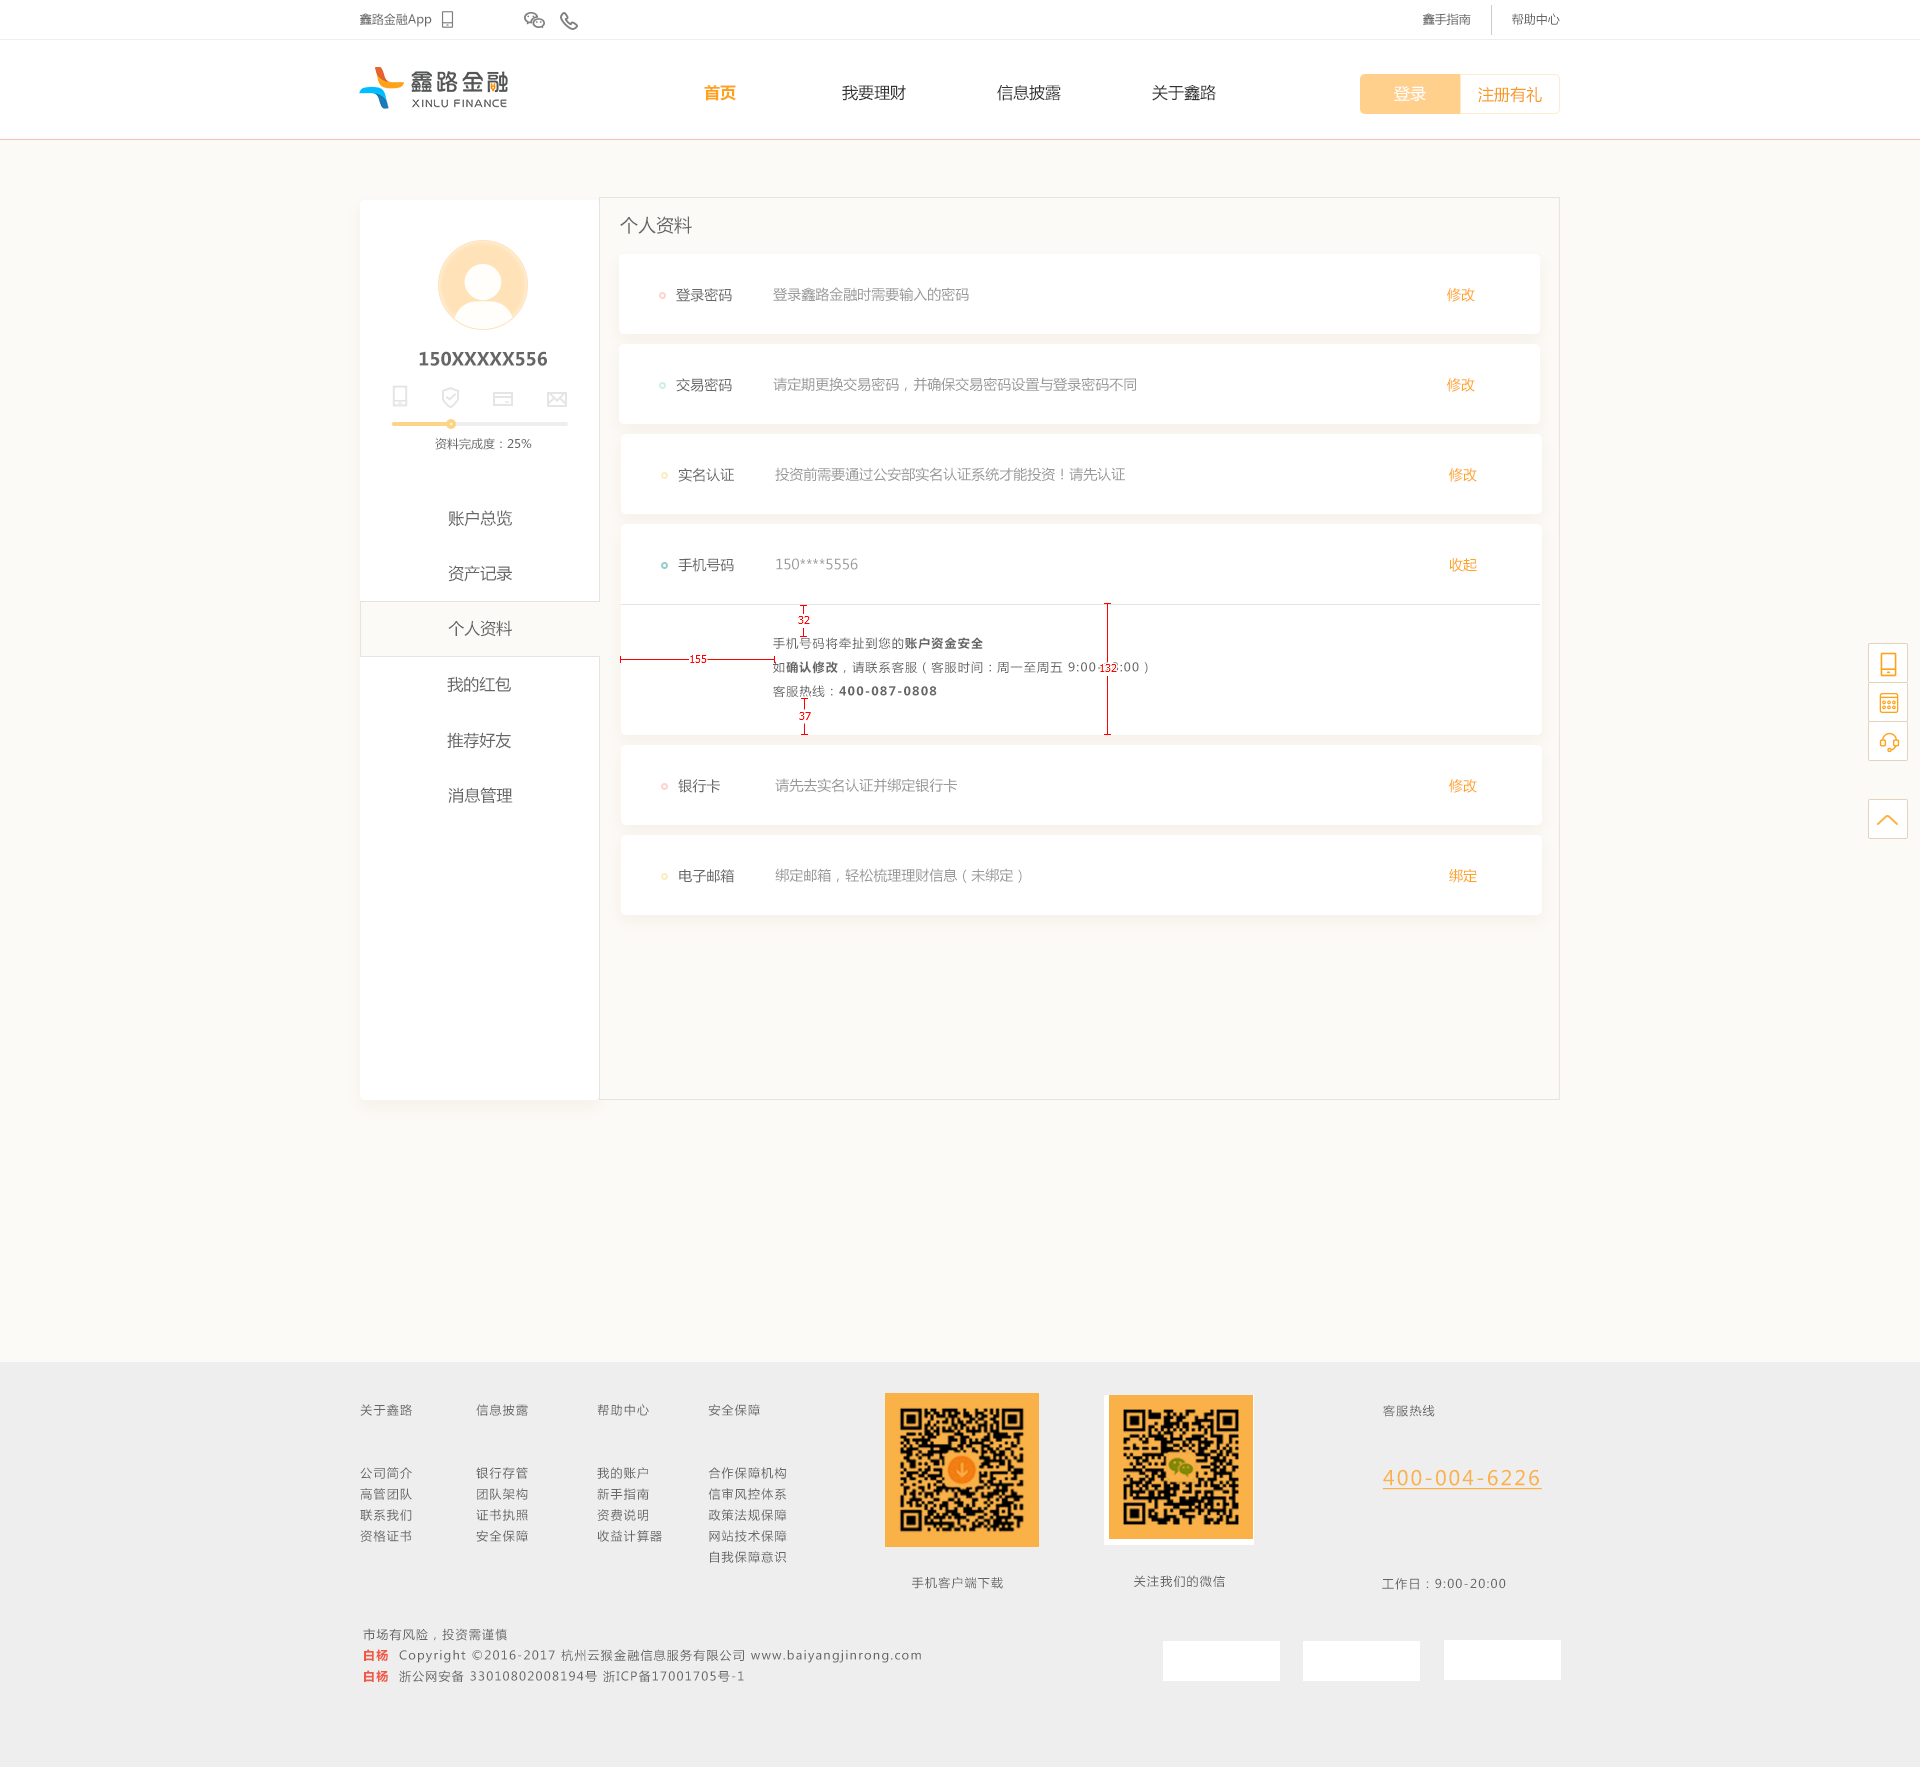 鑫路金融App
鑫手指南
帮助中心
鑫路金融
XINLU FINANCE
首页
我要理财
信息披露
关于鑫路
登录
注册有礼
150XXXXX556
资料完成度：25%
账户总览
资产记录
个人资料
我的红包
推荐好友
消息管理
个人资料
登录密码
登录鑫路金融时需要输入的密码
修改
交易密码
请定期更换交易密码，并确保交易密码设置与登录密码不同
修改
实名认证
投资前需要通过公安部实名认证系统才能投资！请先认证
修改
手机号码
150****5556
收起
32
手机号码将牵扯到您的账户资金安全
155
如确认修改，请联系客服（客服时间：周一至周五 9:00-
:00）
132
客服热线：400-087-0808
37
银行卡
请先去实名认证并绑定银行卡
修改
电子邮箱
绑定邮箱，轻松梳理理财信息（未绑定）
绑定
关于鑫路
公司简介
高管团队
联系我们
资格证书
信息披露
银行存管
团队架构
证书执照
安全保障
帮助中心
我的账户
新手指南
资费说明
收益计算器
安全保障
合作保障机构
信审风控体系
政策法规保障
网站技术保障
自我保障意识
手机客户端下载
关注我们的微信
客服热线
400-004-6226
工作日：9:00-20:00
市场有风险，投资需谨慎
白杨 Copyright ©2016-2017 杭州云猴金融信息服务有限公司 www.baiyangjinrong.com
白杨 浙公网安备 33010802008194号 浙ICP备17001705号-1